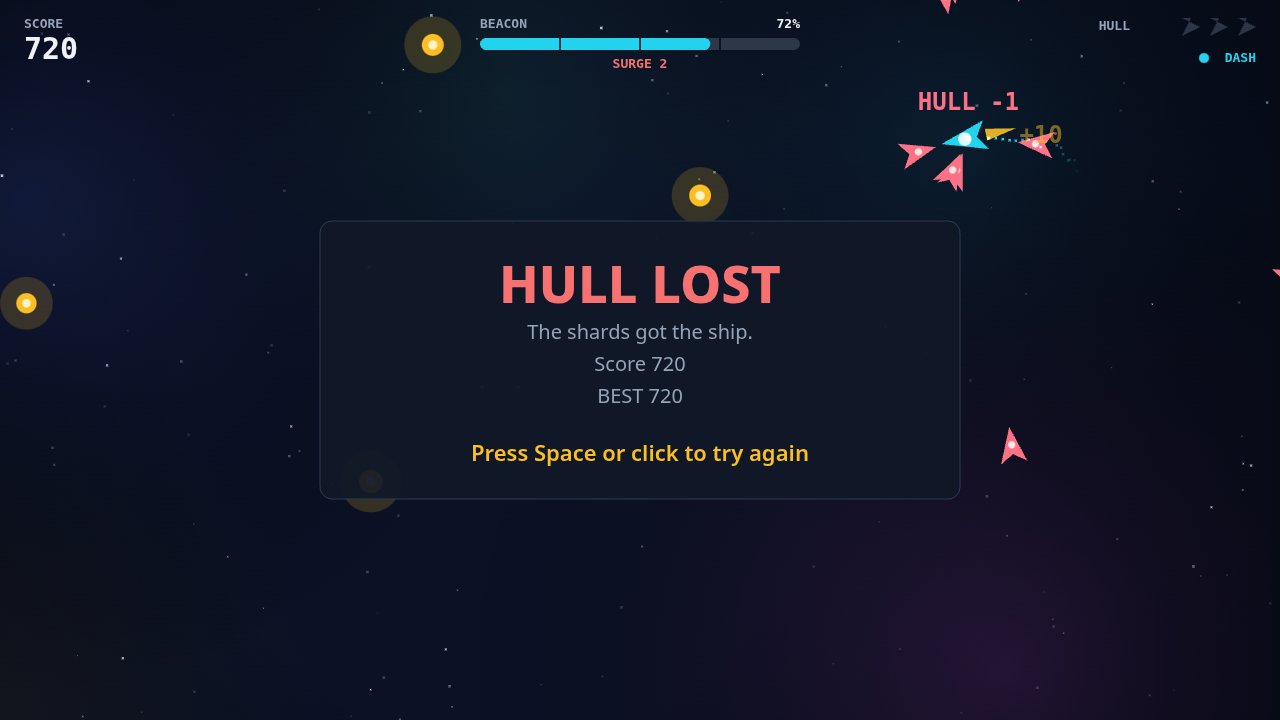 SCORE
720
BEACON 72%
SURGE 2
HULL
DASH
HULL -1
+10
HULL LOST
The shards got the ship.
Score 720
BEST 720
Press Space or click to try again